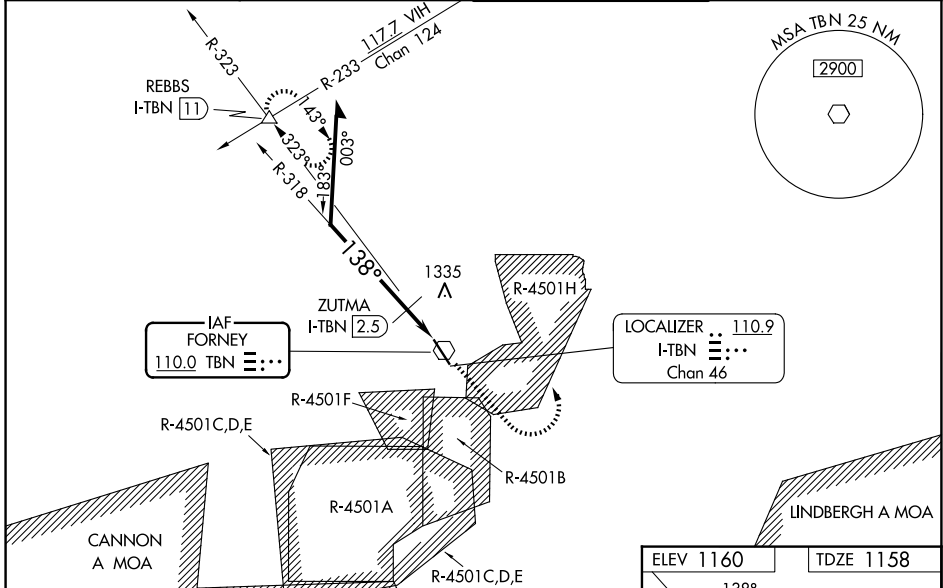 R-323
R-233
117.7 VIH
Chan 124
MSA TBN 25 NM
2900
REBBS
I-TBN 11
143°
323°
R-318
183°
003°
138°
1335
ZUTMA
I-TBN 2.5
R-4501H
IAF
FORNEY
110.0 TBN
LOCALIZER 110.9
I-TBN
Chan 46
R-4501F
R-4501C,D,E
R-4501B
R-4501A
CANNON
A MOA
LINDBERGH A MOA
R-4501C,D,E
ELEV 1160
TDZE 1158